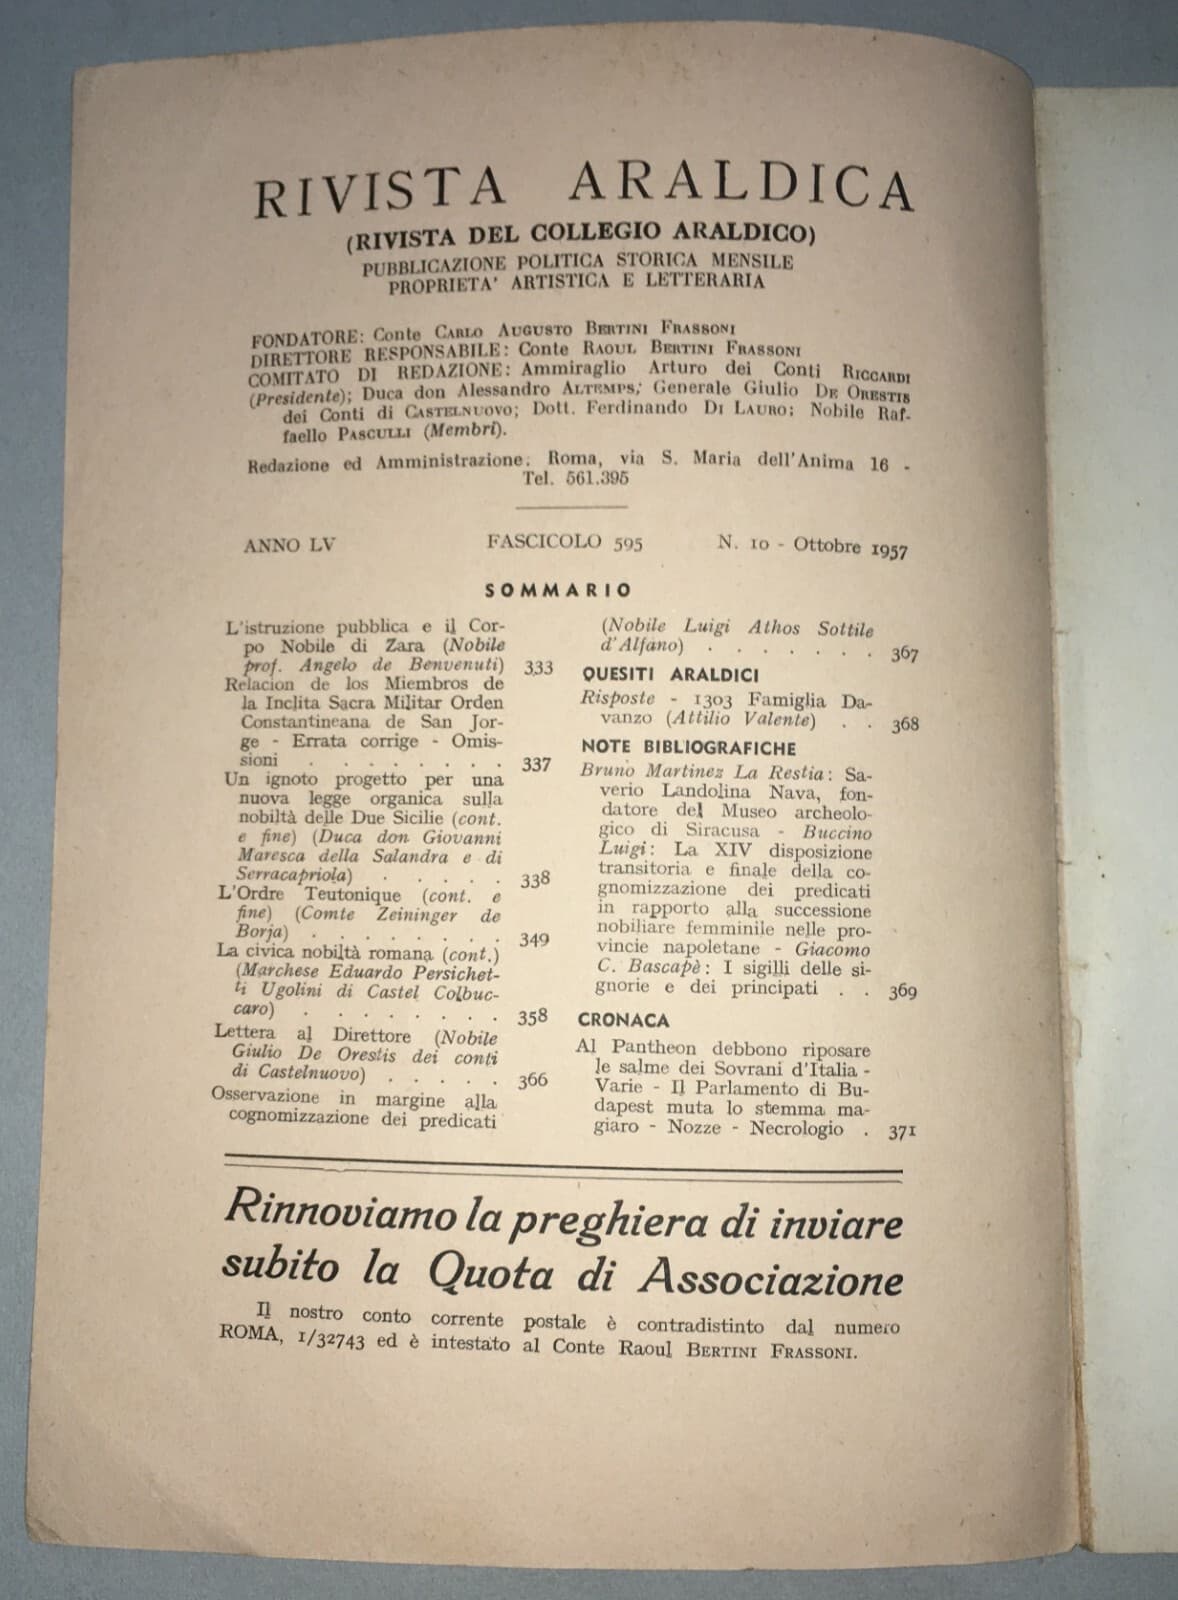 RIVISTA ARALDICA
(RIVISTA DEL COLLEGIO ARALDICO)
PUBBLICAZIONE POLITICA STORICA MENSILE
PROPRIETA' ARTISTICA E LETTERARIA
FONDATORE: Conte CARLO AUGUSTO BERTINI FRASSONI
DIRETTORE RESPONSABILE: Conte RAOUL BERTINI FRASSONI
COMITATO DI REDAZIONE: Ammiraglio Arturo dei Conti RICCARDI
(Presidente); Duca don Alessandro ALTEMPS; Generale Giulio DE ORESTIS
dei Conti di CASTELNUOVO; Dott. Ferdinando DI LAURO; Nobile Raf-
faello PASCULLI (Membri).
Redazione ed Amministrazione: Roma, via S. Maria dell'Anima 16 -
Tel. 561.395
ANNO LV FASCICOLO 595 N. 10 - Ottobre 1957
SOMMARIO
L'istruzione pubblica e il Cor-
po Nobile di Zara (Nobile
prof. Angelo de Benvenuti) 333
Relacion de los Miembros de
la Inclita Sacra Militar Orden
Constantineana de San Jor-
ge - Errata corrige - Omis-
sioni . . . . . . . . 337
Un ignoto progetto per una
nuova legge organica sulla
nobiltà delle Due Sicilie (cont.
e fine) (Duca don Giovanni
Maresca della Salandra e di
Serracapriola) . . . . . 338
L'Ordre Teutonique (cont. e
fine) (Comte Zeininger de
Borja) . . . . . . . . 349
La civica nobiltà romana (cont.)
(Marchese Eduardo Persichet-
ti Ugolini di Castel Colbuc-
caro) . . . . . . . . 358
Lettera al Direttore (Nobile
Giulio De Orestis dei conti
di Castelnuovo) . . . . . 366
Osservazione in margine alla
cognomizzazione dei predicati
(Nobile Luigi Athos Sottile
d'Alfano) . . . . . . . 367
QUESITI ARALDICI
Risposte - 1303 Famiglia Da-
vanzo (Attilio Valente) . . 368
NOTE BIBLIOGRAFICHE
Bruno Martinez La Restia: Sa-
verio Landolina Nava, fon-
datore del Museo archeolo-
gico di Siracusa - Buccino
Luigi: La XIV disposizione
transitoria e finale della co-
gnomizzazione dei predicati
in rapporto alla successione
nobiliare femminile nelle pro-
vincie napoletane - Giacomo
C. Bascapè: I sigilli delle si-
gnorie e dei principati . . 369
CRONACA
Al Pantheon debbono riposare
le salme dei Sovrani d'Italia -
Varie - Il Parlamento di Bu-
dapest muta lo stemma ma-
giaro - Nozze - Necrologio . 371
Rinnoviamo la preghiera di inviare
subito la Quota di Associazione
Il nostro conto corrente postale è contradistinto dal numero
ROMA, 1/32743 ed è intestato al Conte Raoul BERTINI FRASSONI.